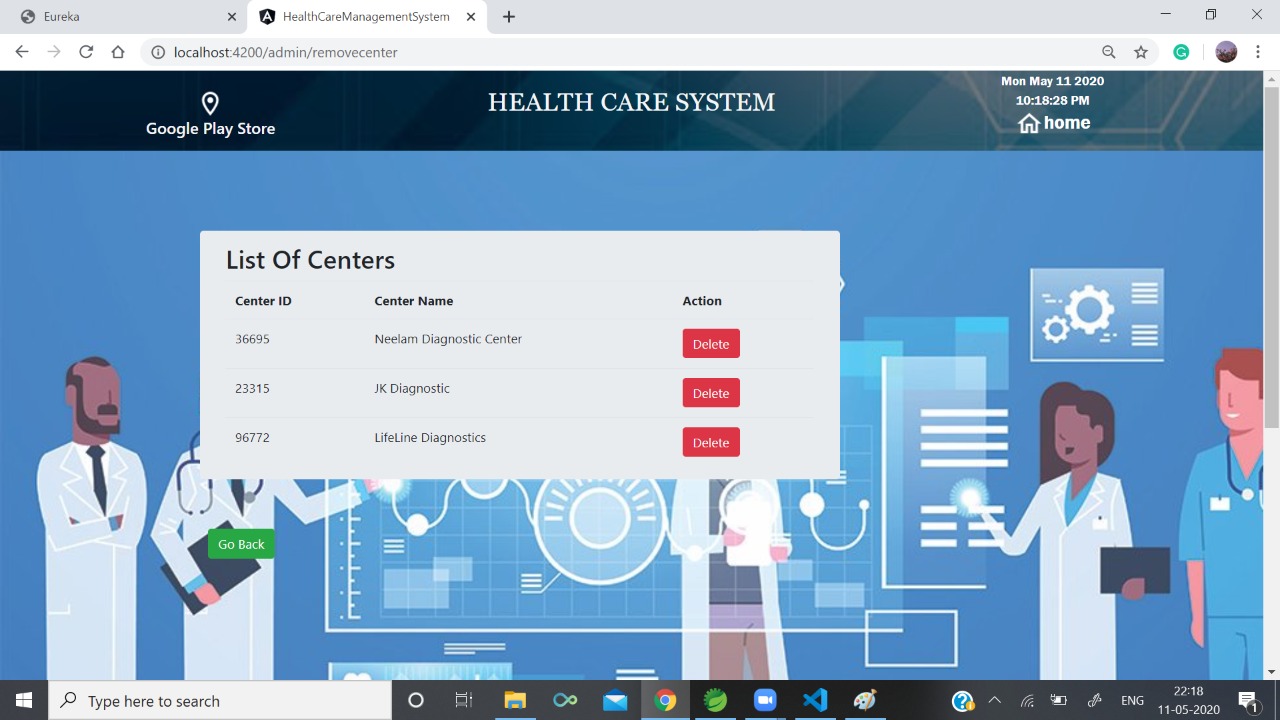 Eureka
HealthCareManagementSystem
localhost:4200/admin/removecenter
Google Play Store
HEALTH CARE SYSTEM
Mon May 11 2020
10:18:28 PM
home
List Of Centers
Center ID Center Name Action
36695 Neelam Diagnostic Center Delete
23315 JK Diagnostic Delete
96772 LifeLine Diagnostics Delete
Go Back
Type here to search
ENG
22:18
11-05-2020
1